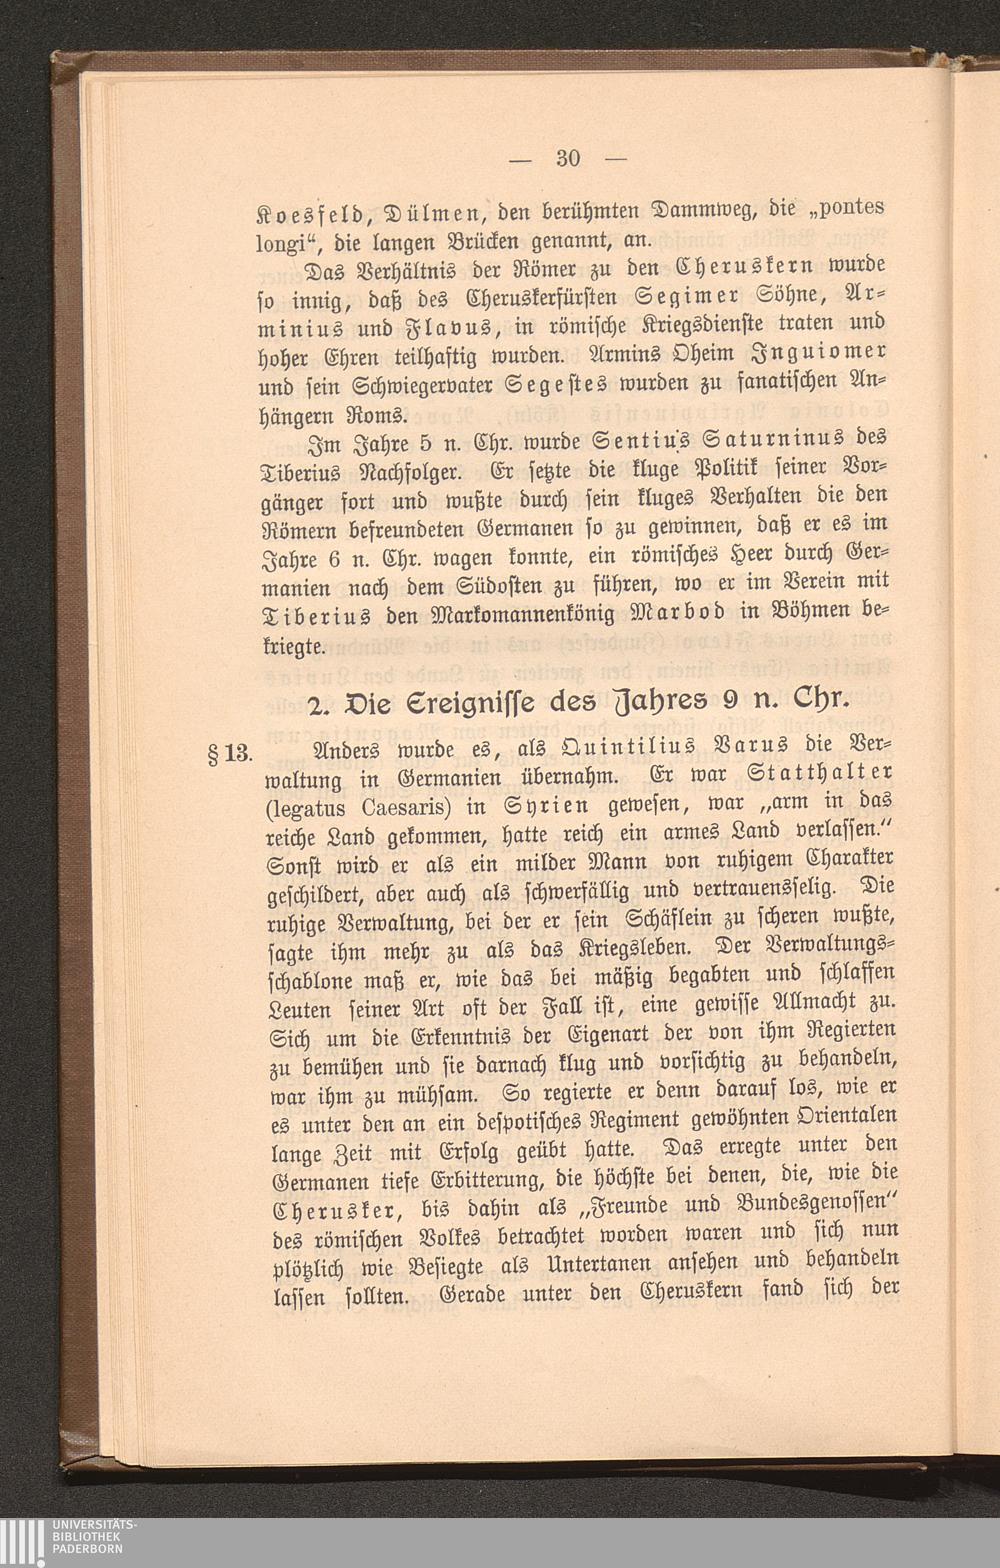 — 30 —
Koesfeld, Dülmen, den berühmten Dammweg, die „pontes
longi“, die langen Brücken genannt, an.
Das Verhältnis der Römer zu den Cheruskern wurde
so innig, daß des Cheruskerfürsten Segimer Söhne, Ar-
minius und Flavus, in römische Kriegsdienste traten und
hoher Ehren teilhaftig wurden. Armins Oheim Inguiomer
und sein Schwiegervater Segestes wurden zu fanatischen An-
hängern Roms.
Im Jahre 5 n. Chr. wurde Sentius Saturninus des
Tiberius Nachfolger. Er setzte die kluge Politik seiner Vor-
gänger fort und wußte durch sein kluges Verhalten die den
Römern befreundeten Germanen so zu gewinnen, daß er es im
Jahre 6 n. Chr. wagen konnte, ein römisches Heer durch Ger-
manien nach dem Südosten zu führen, wo er im Verein mit
Tiberius den Markomannenkönig Marbod in Böhmen be-
kriegte.
2. Die Ereignisse des Jahres 9 n. Chr.
§ 13. Anders wurde es, als Quintilius Varus die Ver-
waltung in Germanien übernahm. Er war Statthalter
(legatus Caesaris) in Syrien gewesen, war „arm in das
reiche Land gekommen, hatte reich ein armes Land verlassen.“
Sonst wird er als ein milder Mann von ruhigem Charakter
geschildert, aber auch als schwerfällig und vertrauensselig. Die
ruhige Verwaltung, bei der er sein Schäflein zu scheren wußte,
sagte ihm mehr zu als das Kriegsleben. Der Verwaltungs-
schablone maß er, wie das bei mäßig begabten und schlaffen
Leuten seiner Art oft der Fall ist, eine gewisse Allmacht zu.
Sich um die Erkenntnis der Eigenart der von ihm Regierten
zu bemühen und sie darnach klug und vorsichtig zu behandeln,
war ihm zu mühsam. So regierte er denn darauf los, wie er
es unter den an ein despotisches Regiment gewöhnten Orientalen
lange Zeit mit Erfolg geübt hatte. Das erregte unter den
Germanen tiefe Erbitterung, die höchste bei denen, die, wie die
Cherusker, bis dahin als „Freunde und Bundesgenossen“
des römischen Volkes betrachtet worden waren und sich nun
plötzlich wie Besiegte als Untertanen ansehen und behandeln
lassen sollten. Gerade unter den Cheruskern fand sich der
UNIVERSITÄTS-
BIBLIOTHEK
PADERBORN